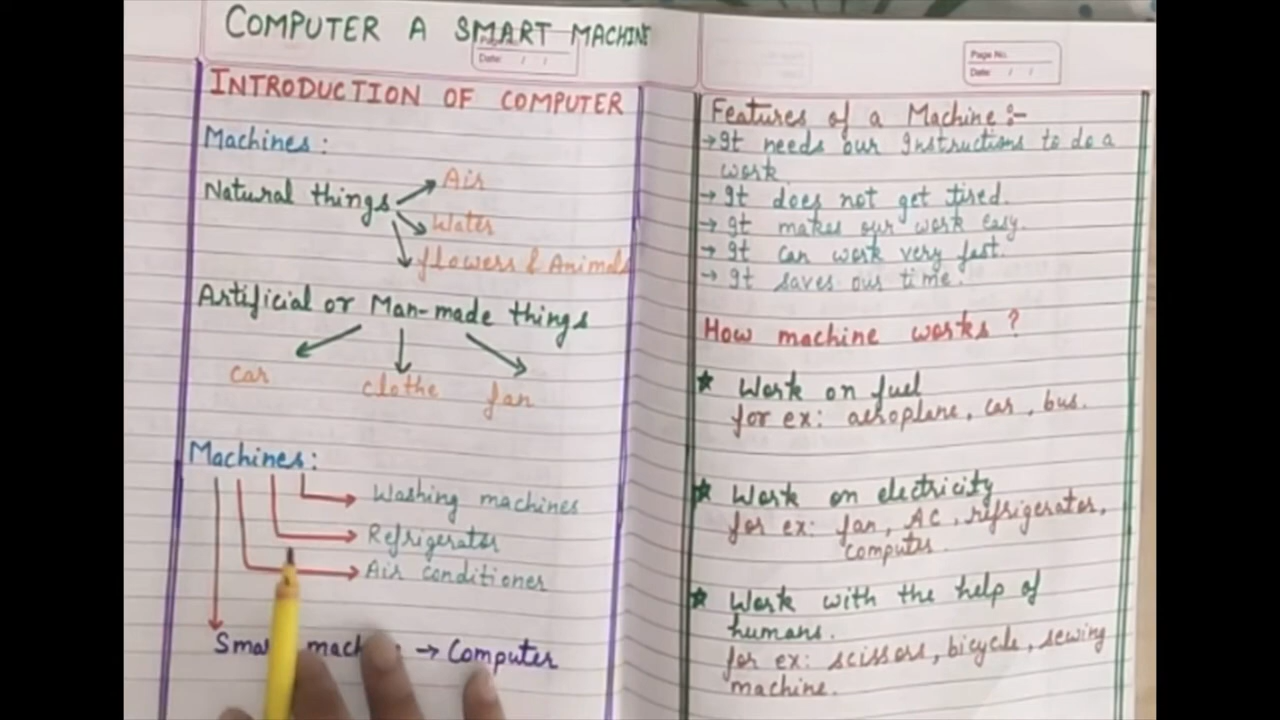 COMPUTER A SMART MACHINE
Date: / /
INTRODUCTION OF COMPUTER
Machines:
Natural things
Air
Water
flowers & Animals
Artificial or Man-made things
car
clothe
fan
Machines:
Washing machines
Refrigerator
Air conditioner
→ Computer
Page No.
Date: / /
Features of a Machine:-
→ It needs our Instructions to do a
work.
→ It does not get tired.
→ It makes our work easy.
→ It can work very fast.
→ It saves our time.
How machine works ?
★ Work on fuel
for ex: aeroplane, car, bus.
★ Work on electricity
for ex: fan, AC, refrigerator,
computer.
★ Work with the help of
humans.
for ex: scissors, bicycle, sewing
machine.